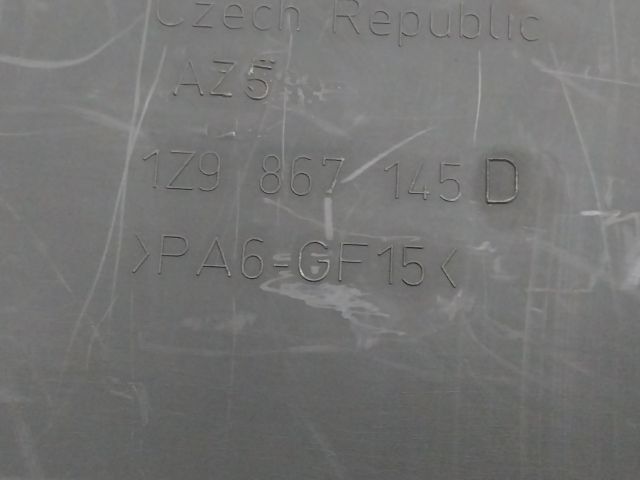 Czech Republic
AZ5
1Z9 867 145 D
>PA6-GF15<